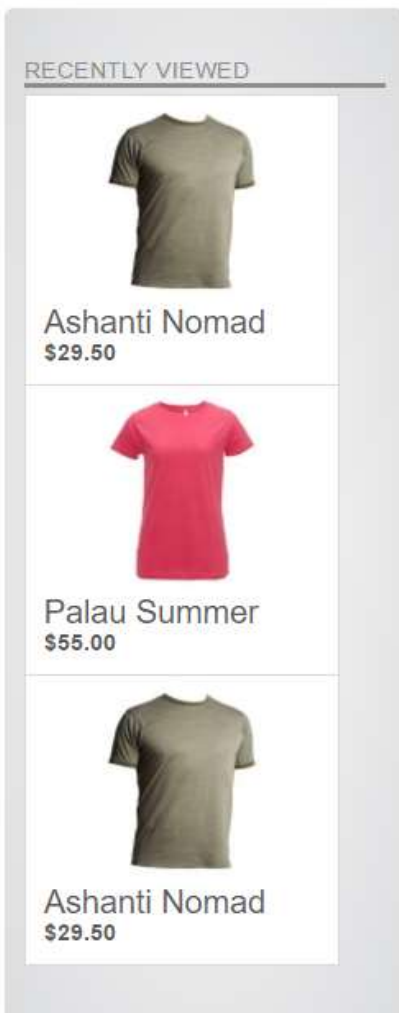 RECENTLY VIEWED
Ashanti Nomad
$29.50
Palau Summer
$55.00
Ashanti Nomad
$29.50